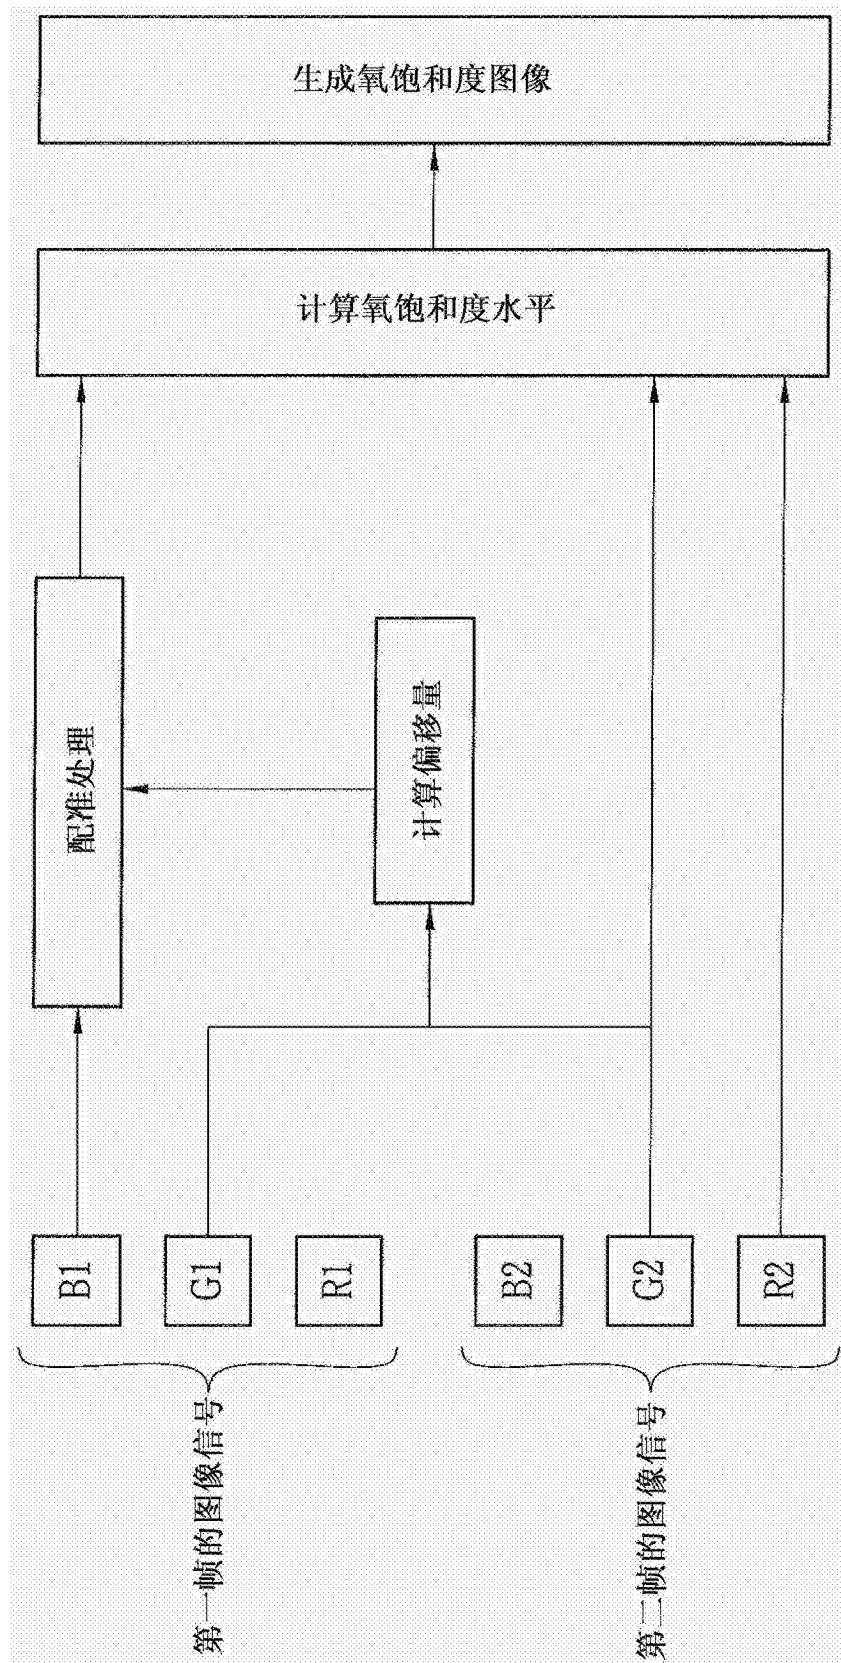 生成氧饱和度图像
计算氧饱和度水平
配准处理
计算偏移量
B1
G1
R1
B2
G2
R2
第一帧的图像信号
第二帧的图像信号